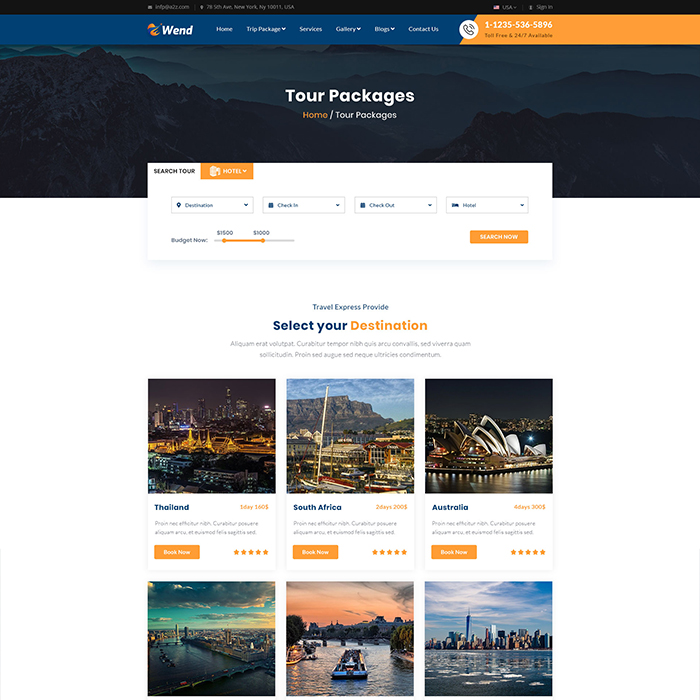 Infp@a2z.com 78 5th Ave, New York, Ny 10011, USA USA Sign In
Wend Home Trip Package Services Gallery Blogs Contact Us 1-1235-536-5896
Toll Free & 24/7 Available
Tour Packages
Home / Tour Packages
SEARCH TOUR HOTEL
Destination Check In Check Out Hotel
$1500 $1000
Budget Now:
SEARCH NOW
Travel Express Provide
Select your Destination
Aliquam erat volutpat. Curabitur tempor nibh quis arcu convallis, sed viverra quam
sollicitudin. Proin sed augue sed neque ultricies condimentum.
Thailand 1day 160$
Proin nec efficitur nibh. Curabitur posuere
aliquam arcu, et euismod felis sagittis sed.
Book Now
South Africa 2days 200$
Proin nec efficitur nibh. Curabitur posuere
aliquam arcu, et euismod felis sagittis sed.
Book Now
Australia 4days 300$
Proin nec efficitur nibh. Curabitur posuere
aliquam arcu, et euismod felis sagittis sed.
Book Now